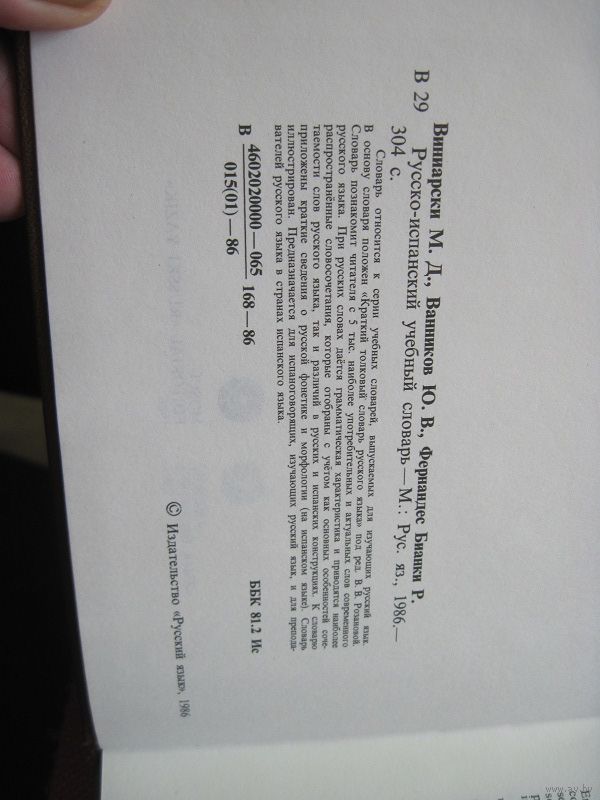 Виниарски М. Д., Ванников Ю. В., Фернандес Бианки Р.
В 29 Русско-испанский учебный словарь — М.: Рус. яз., 1986.—
304 с.
Словарь относится к серии учебных словарей, выпускаемых для изучающих русский язык.
В основу словаря положен «Краткий толковый словарь русского языка» под ред. В. В. Розановой.
Словарь познакомит читателя с 5 тыс. наиболее употребительных и актуальных слов современного
русского языка. При русских словах даётся грамматическая характеристика и приводятся наиболее
распространённые словосочетания, которые отобраны с учётом как основных особенностей соче-
таемости слов русского языка, так и различий в русских и испанских конструкциях. К словарю
приложены краткие сведения о русской фонетике и морфологии (на испанском языке). Словарь
иллюстрирован. Предназначается для испаноговорящих, изучающих русский язык, и для препода-
вателей русского языка в странах испанского языка.
В 4602020000—065 168—86
015(01)—86
ББК 81.2 Ис
© Издательство «Русский язык», 1986
www.ay.by